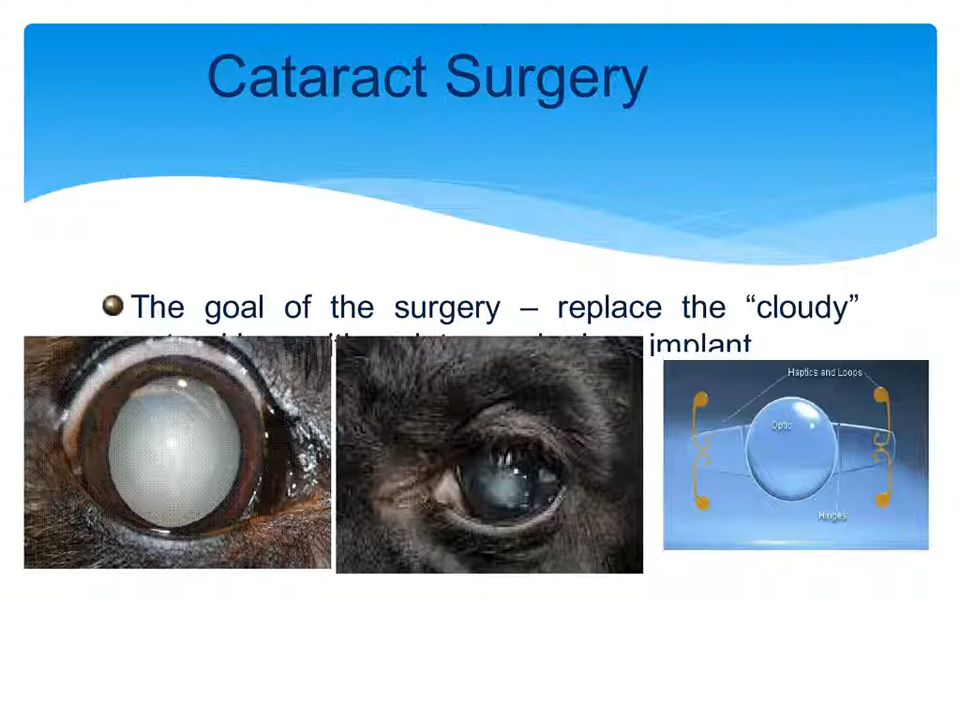 Cataract Surgery
The goal of the surgery – replace the “cloudy”
implant
Haptics and Loops
Optic
Hinges